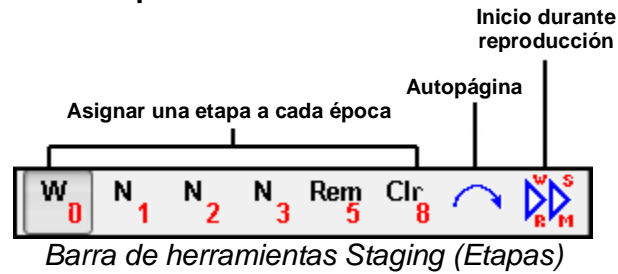 Inicio durante
reproducción
Autopágina
Asignar una etapa a cada época
W 0 N 1 N 2 N 3 Rem 5 Clr 8 W S R M
Barra de herramientas Staging (Etapas)